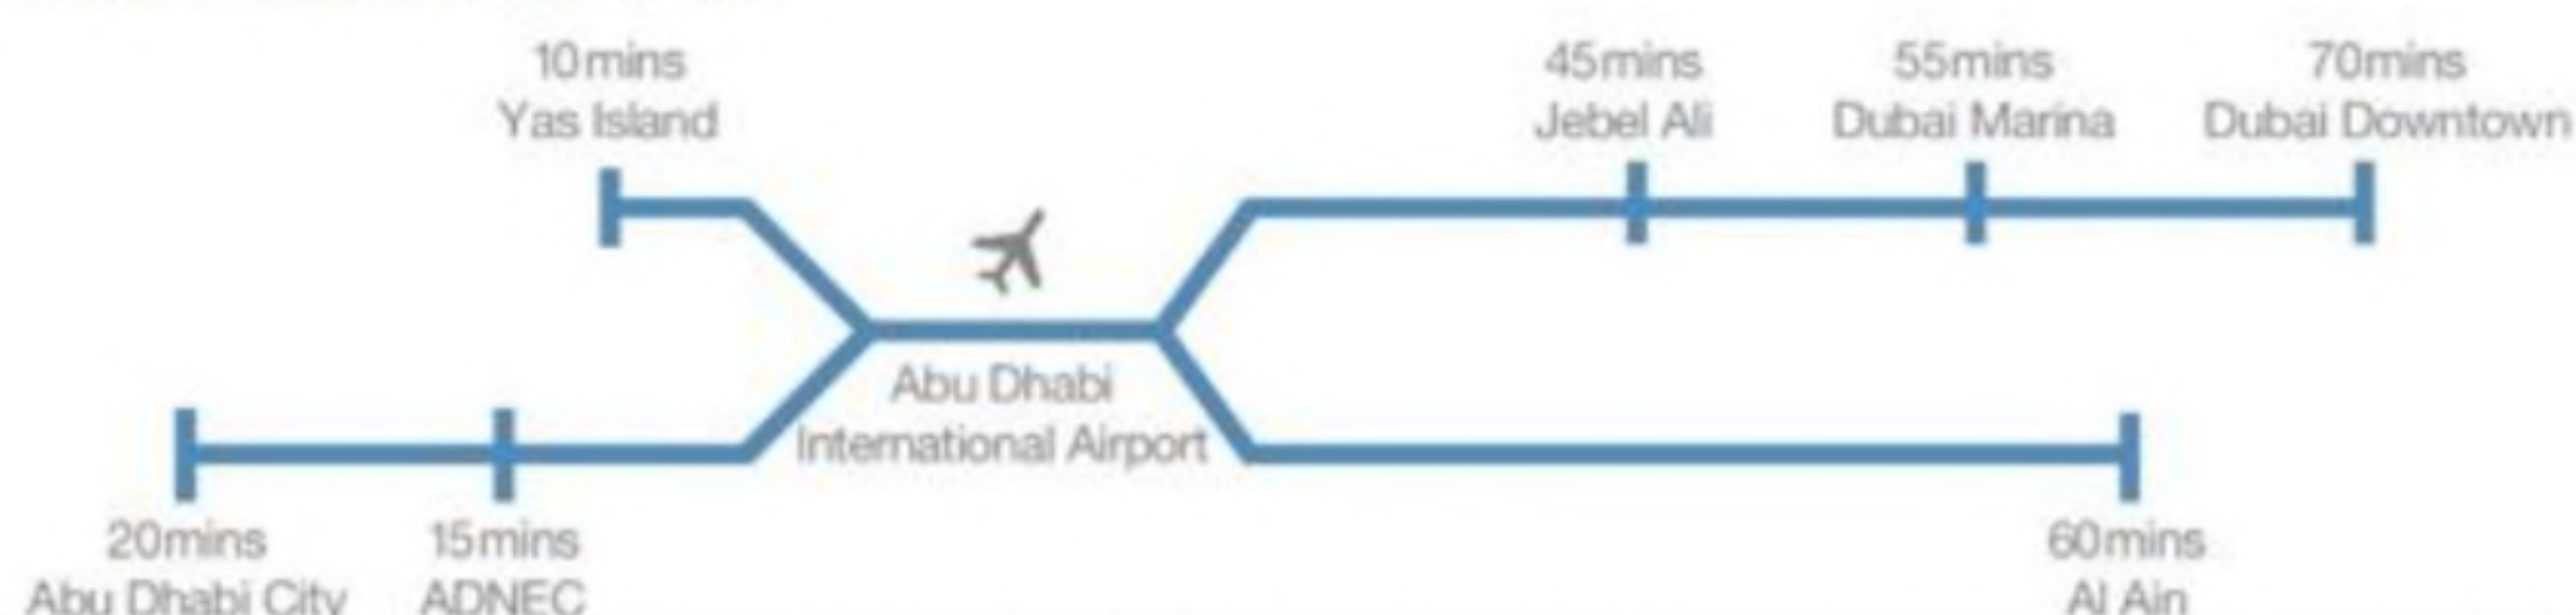 10mins
Yas Island
45mins
Jebel Ali
55mins
Dubai Marina
70mins
Dubai Downtown
Abu Dhabi
International Airport
20mins
Abu Dhabi City
15mins
ADNEC
60mins
Al Ain